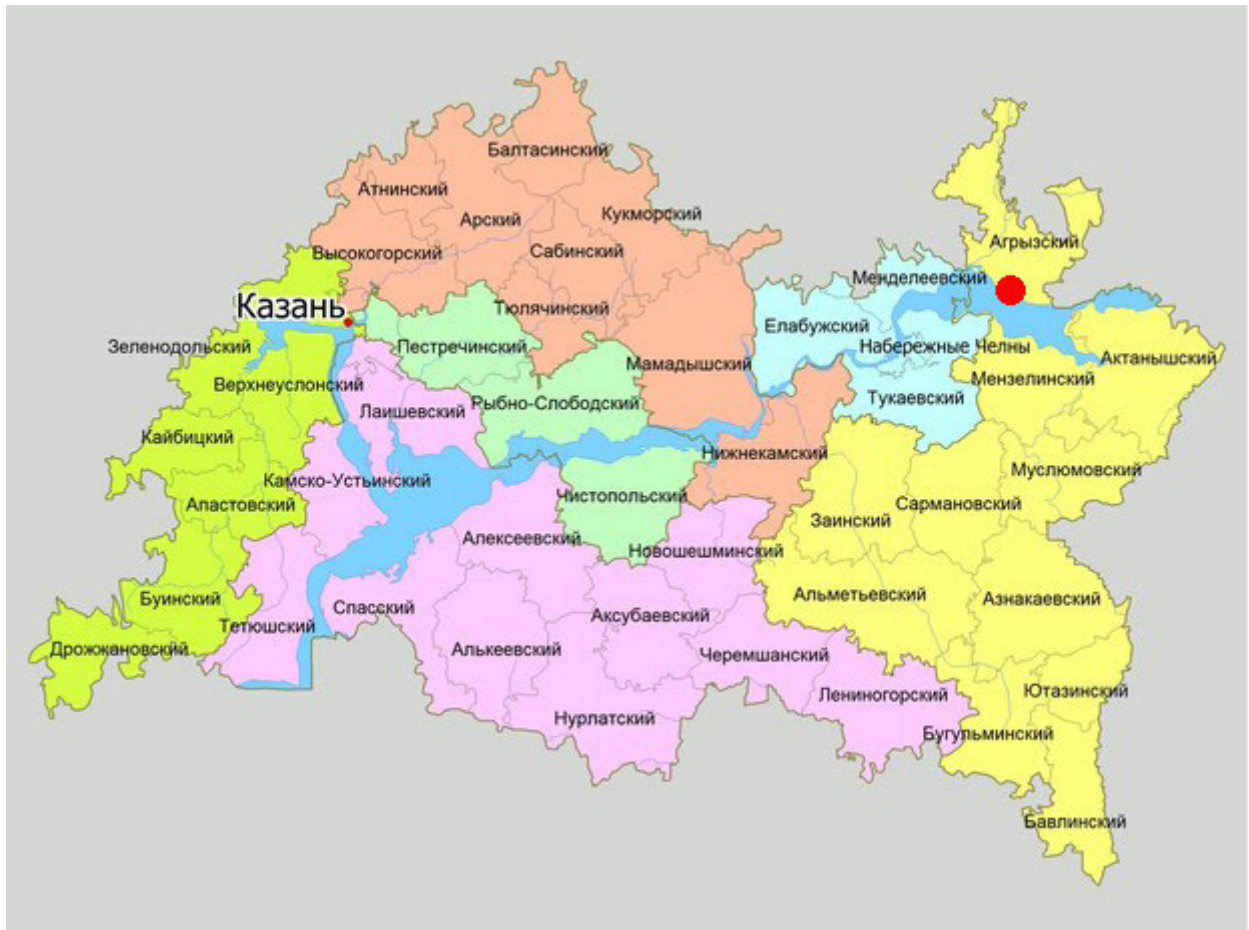 Балтасинский
Атнинский
Арский
Кукморский
Агрызский
Высокогорский
Сабинский
Менделеевский
Казань
Тюлячинский
Елабужский
Зеленодольский
Пестречинский
Набережные Челны
Актанышский
Мамадышский
Верхнеуслонский
Мензелинский
Лаишевский
Рыбно-Слободский
Тукаевский
Кайбицкий
Нижнекамский
Камско-Устьинский
Муслюмовский
Апастовский
Чистопольский
Сармановский
Заинский
Алексеевский
Новошешминский
Буинский
Спасский
Аксубаевский
Альметьевский
Азнакаевский
Тетюшский
Дрожжановский
Алькеевский
Черемшанский
Лениногорский
Ютазинский
Нурлатский
Бугульминский
Бавлинский